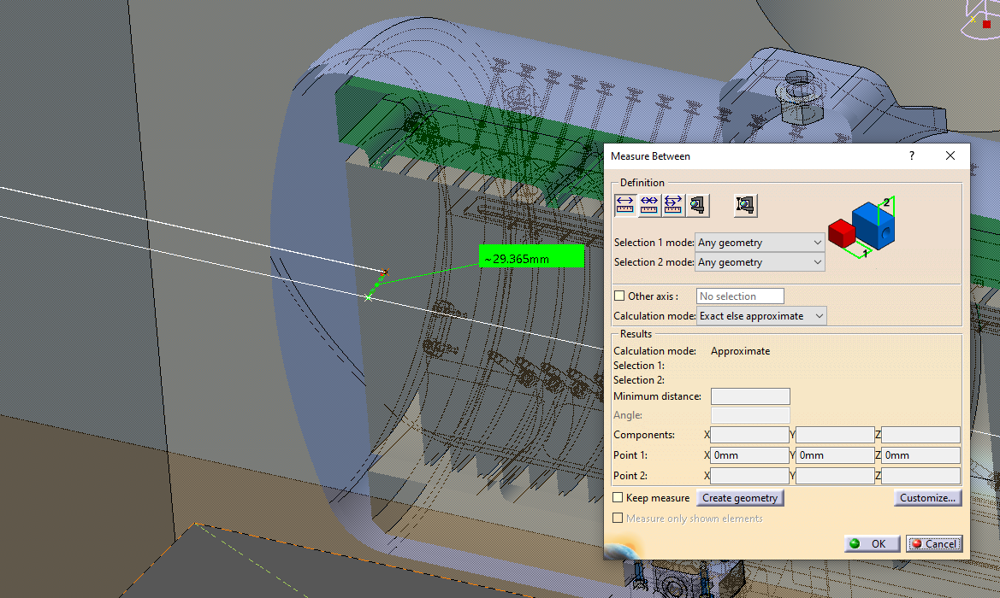 Measure Between
?
Definition
Selection 1 mode: Any geometry
Selection 2 mode: Any geometry
2
1
~29.365mm
Other axis : No selection
Calculation mode: Exact else approximate
Results
Calculation mode: Approximate
Selection 1:
Selection 2:
Minimum distance:
Angle:
Components: X Y Z
Point 1: X 0mm Y 0mm Z 0mm
Point 2: X Y Z
Keep measure Create geometry Customize...
Measure only shown elements
OK Cancel
x